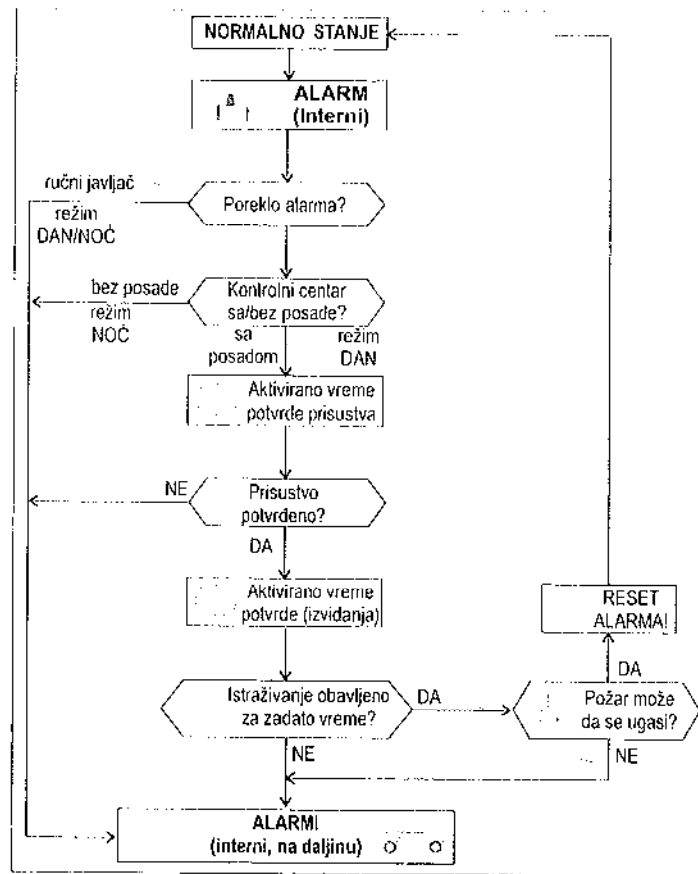 NORMALNO STANJE
ALARM
(Interni)
ručni javljač
režim
DAN/NOĆ
Poreklo alarma?
bez posade
režim
NOĆ
Kontrolni centar
sa/bez posade?
sa
posadom
režim
DAN
Aktivirano vreme
potvrde prisustva
NE
Prisustvo
potvrđeno?
DA
Aktivirano vreme
potvrde (izviđanja)
RESET
ALARMA!
DA
Istraživanje obavljeno
za zadato vreme?
DA
Požar može
da se ugasi?
NE
NE
ALARMI
(interni, na daljinu)